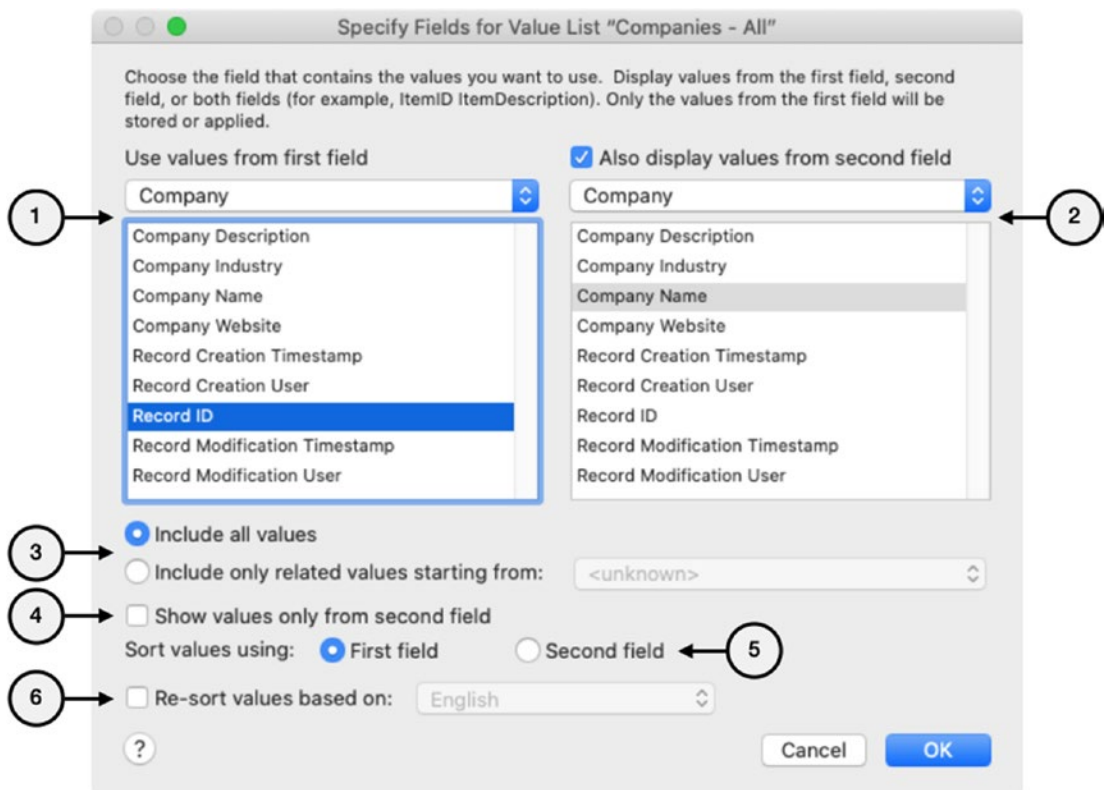 Specify Fields for Value List “Companies - All”
Choose the field that contains the values you want to use. Display values from the first field, second
field, or both fields (for example, ItemID ItemDescription). Only the values from the first field will be
stored or applied.
Use values from first field
Also display values from second field
Company
Company
1
2
Company Description
Company Industry
Company Name
Company Website
Record Creation Timestamp
Record Creation User
Record ID
Record Modification Timestamp
Record Modification User
Company Description
Company Industry
Company Name
Company Website
Record Creation Timestamp
Record Creation User
Record ID
Record Modification Timestamp
Record Modification User
3
Include all values
Include only related values starting from:
<unknown>
4
Show values only from second field
Sort values using:
First field
Second field
5
6
Re-sort values based on:
English
?
Cancel
OK